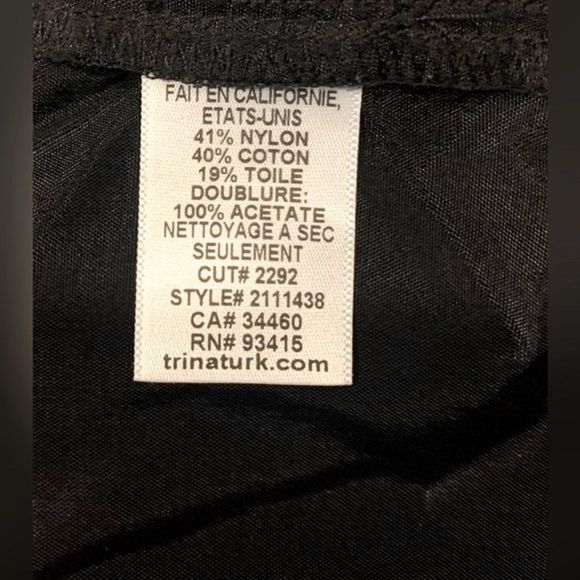 FAIT EN CALIFORNIE,
ETATS-UNIS
41% NYLON
40% COTON
19% TOILE
DOUBLURE:
100% ACETATE
NETTOYAGE A SEC
SEULEMENT
CUT# 2292
STYLE# 2111438
CA# 34460
RN# 93415
trinaturk.com